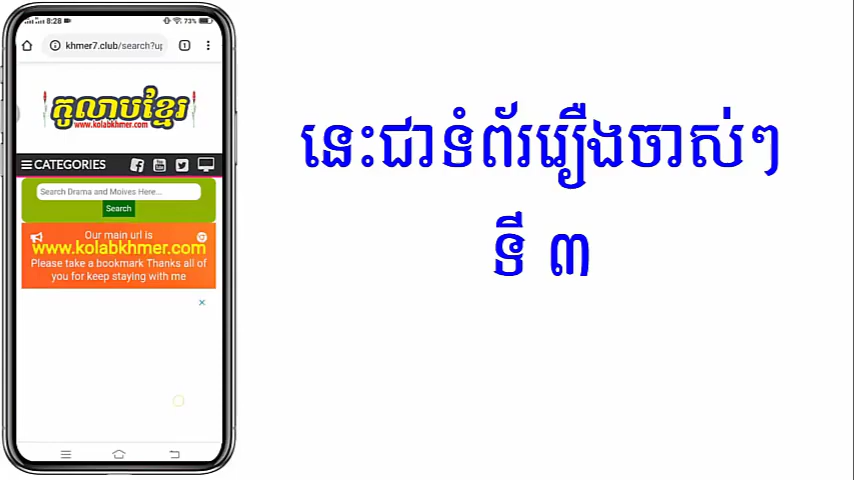 8:28
73%
khmer7.club/search?up
1
កូលាបខ្មែរ
www.kolabkhmer.com
CATEGORIES
Search Drama and Moives Here...
Search
Our main url is
www.kolabkhmer.com
Please take a bookmark Thanks all of
you for keep staying with me
នេះជាទំព័ររឿងចាស់ៗ
ទី ៣